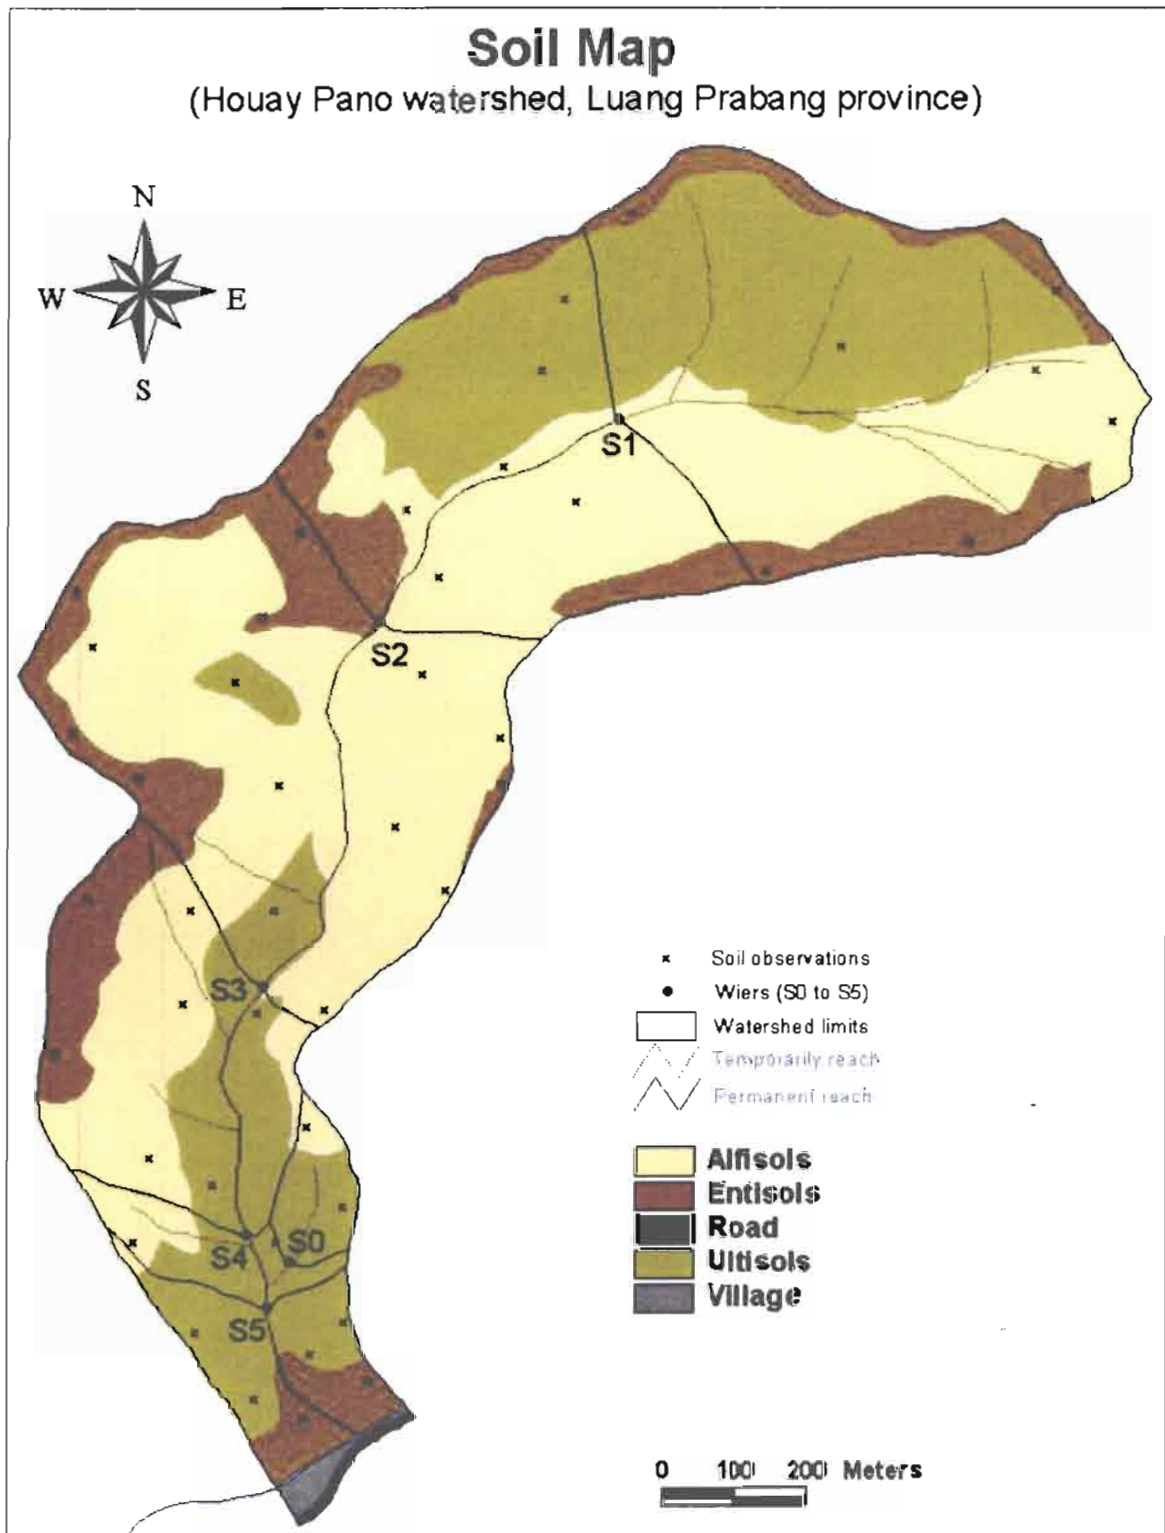 Soil Map
(Houay Pano watershed, Luang Prabang province)
N
W E
S
S1
S2
S3
S4 S0
S5
Soil observations
Wiers (S0 to S5)
Watershed limits
Temporarily reach
Permanent reach
Alfisols
Entisols
Road
Ultisols
Village
0 100 200 Meters